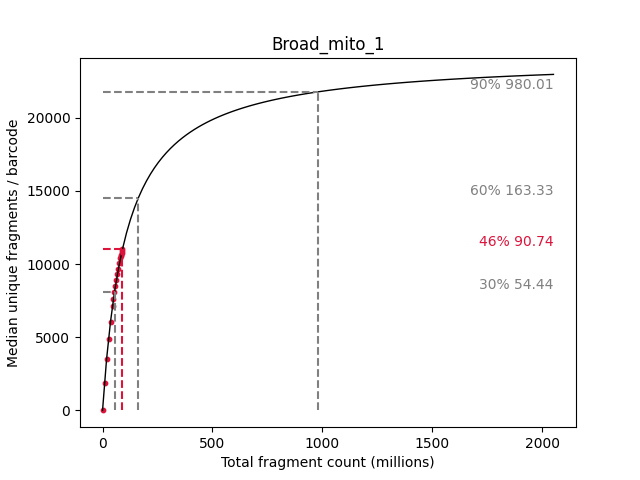 Broad_mito_1
Median unique fragments / barcode
20000
15000
10000
5000
0
90% 980.01
60% 163.33
46% 90.74
30% 54.44
0 500 1000 1500 2000
Total fragment count (millions)